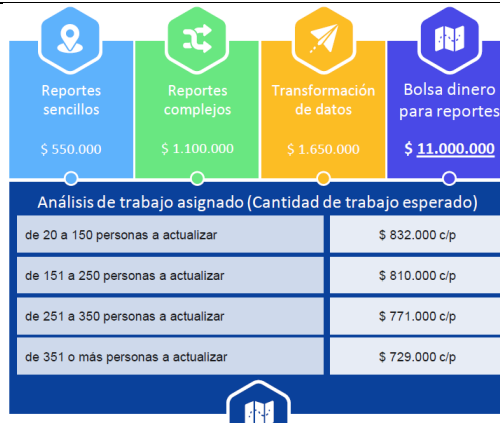 Reportes
sencillos
$ 550.000
Reportes
complejos
$ 1.100.000
Transformación
de datos
$ 1.650.000
Bolsa dinero
para reportes
$ 11.000.000
Análisis de trabajo asignado (Cantidad de trabajo esperado)
de 20 a 150 personas a actualizar $ 832.000 c/p
de 151 a 250 personas a actualizar $ 810.000 c/p
de 251 a 350 personas a actualizar $ 771.000 c/p
de 351 o más personas a actualizar $ 729.000 c/p